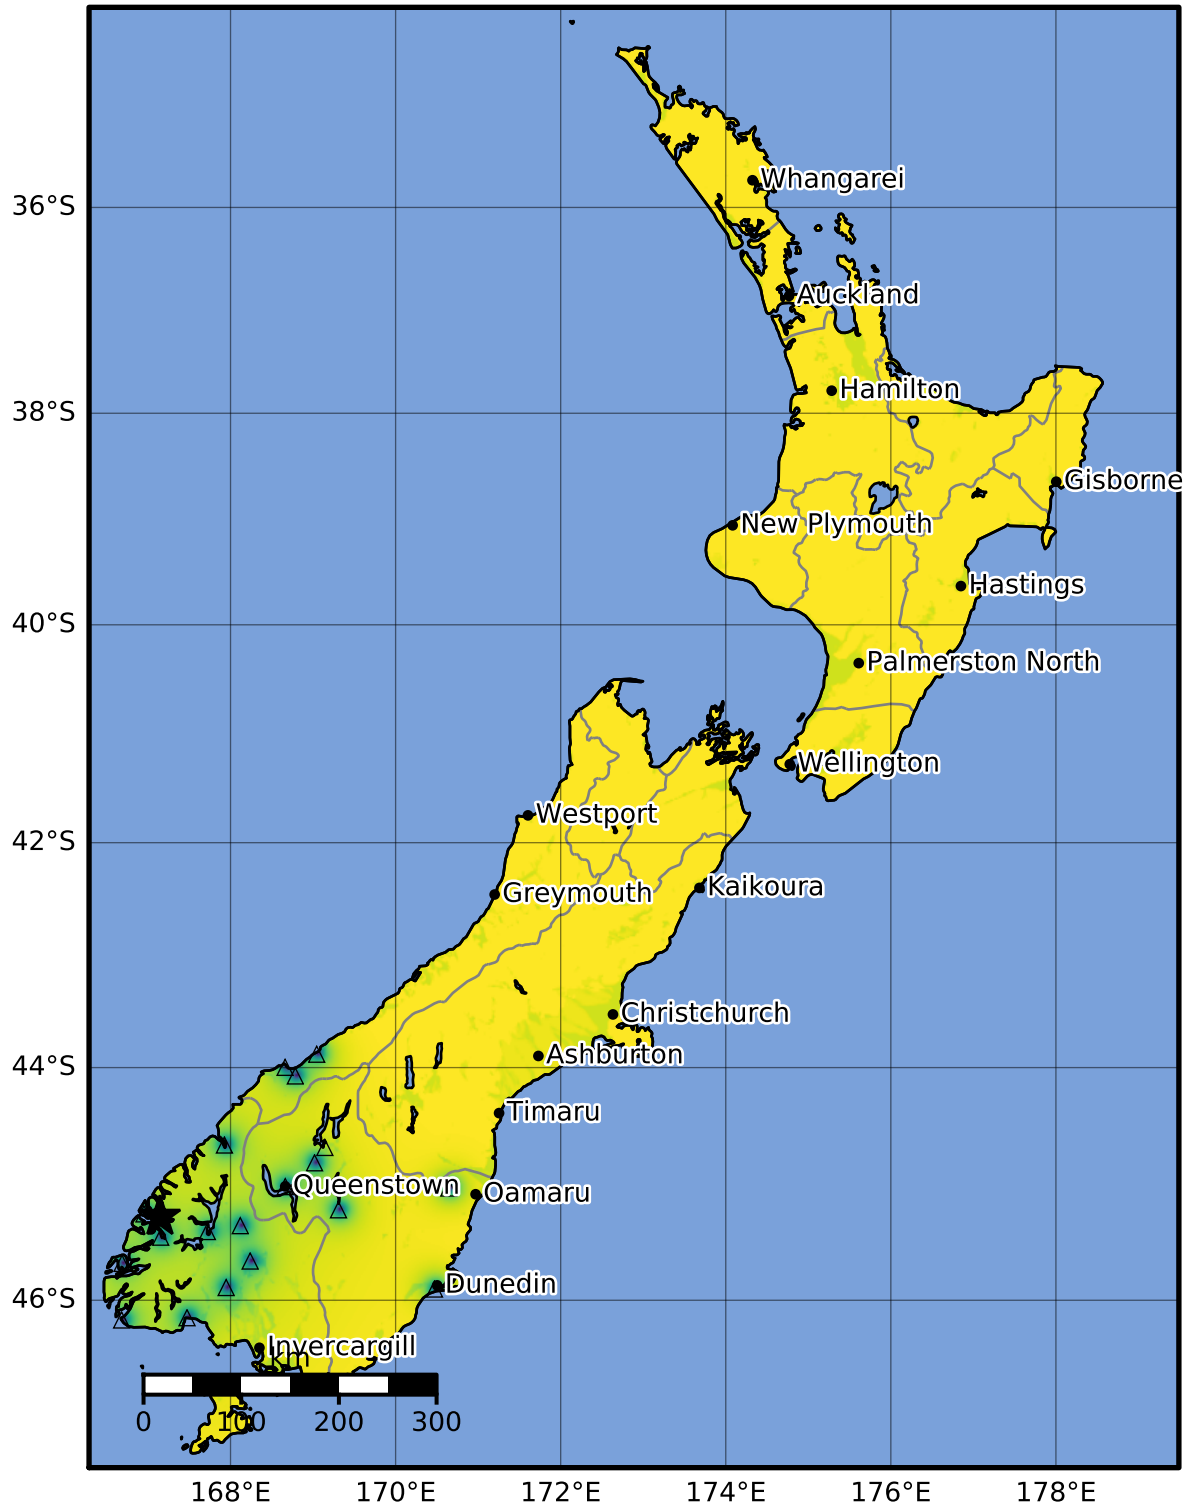 Whangarei
36°S
Auckland
Hamilton
38°S
Gisborne
New Plymouth
Hastings
40°S
Palmerston North
Wellington
Westport
42°S
Kaikoura
Greymouth
Christchurch
Ashburton
44°S
Timaru
Queenstown
Oamaru
Dunedin
46°S
Invercargill
km
0 100 200 300
168°E 170°E 172°E 174°E 176°E 178°E